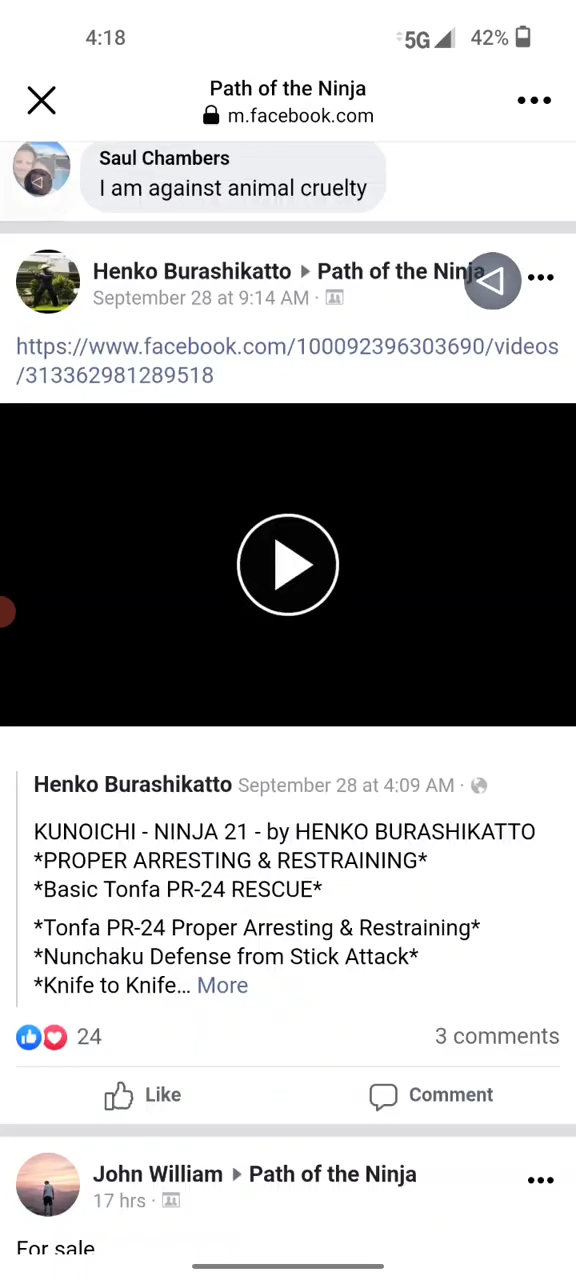 4:18
5G
42%
Path of the Ninja
m.facebook.com
Saul Chambers
I am against animal cruelty
Henko Burashikatto ▸ Path of the Ninja
September 28 at 9:14 AM ·
https://www.facebook.com/100092396303690/videos
/313362981289518
Henko Burashikatto September 28 at 4:09 AM ·
KUNOICHI - NINJA 21 - by HENKO BURASHIKATTO
*PROPER ARRESTING & RESTRAINING*
*Basic Tonfa PR-24 RESCUE*
*Tonfa PR-24 Proper Arresting & Restraining*
*Nunchaku Defense from Stick Attack*
*Knife to Knife... More
24
3 comments
Like
Comment
John William ▸ Path of the Ninja
17 hrs ·
For sale